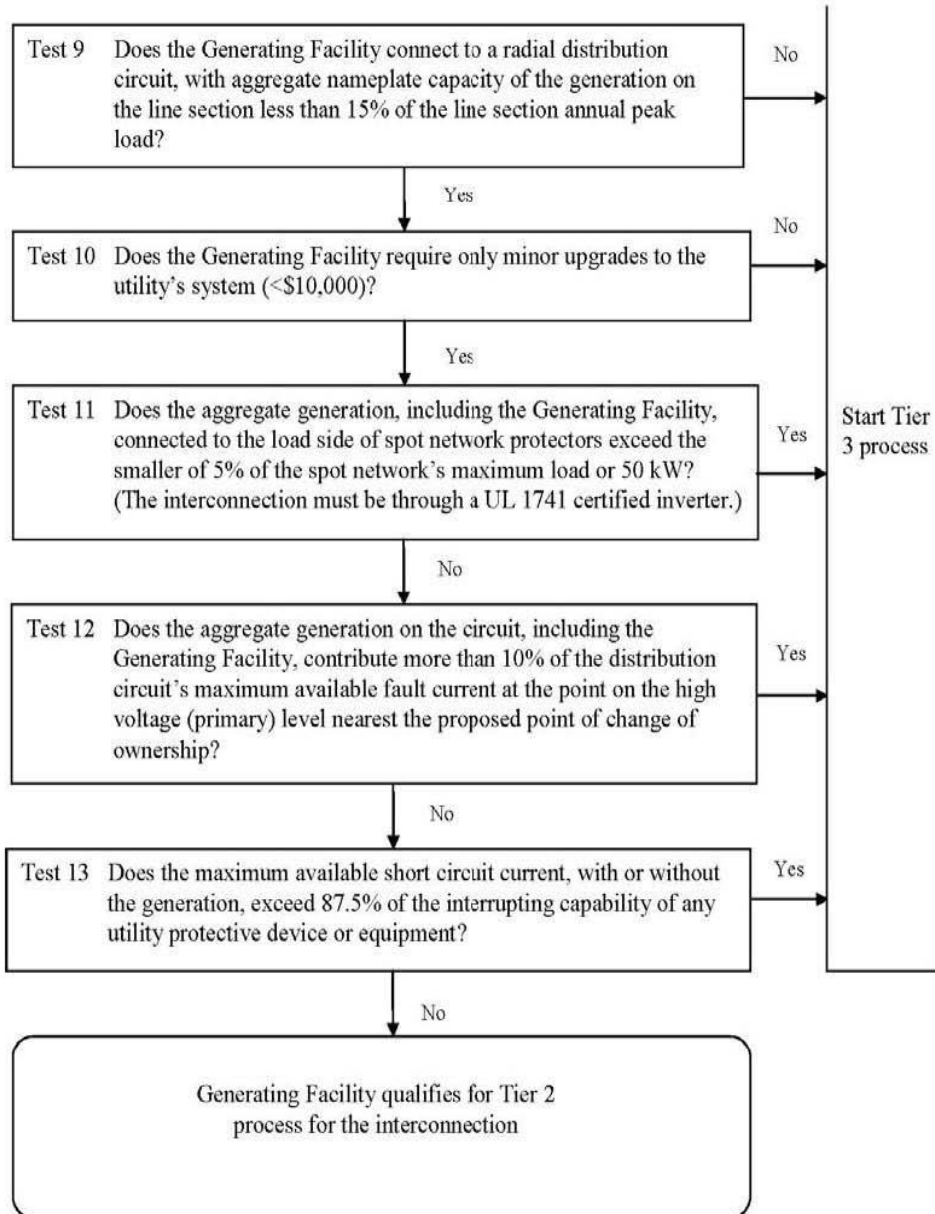 Test 9 Does the Generating Facility connect to a radial distribution
circuit, with aggregate nameplate capacity of the generation on
the line section less than 15% of the line section annual peak
load?
No
Yes
Test 10 Does the Generating Facility require only minor upgrades to the
utility's system (<$10,000)?
No
Yes
Test 11 Does the aggregate generation, including the Generating Facility,
connected to the load side of spot network protectors exceed the
smaller of 5% of the spot network's maximum load or 50 kW?
(The interconnection must be through a UL 1741 certified inverter.)
Yes
Start Tier
3 process
No
Test 12 Does the aggregate generation on the circuit, including the
Generating Facility, contribute more than 10% of the distribution
circuit's maximum available fault current at the point on the high
voltage (primary) level nearest the proposed point of change of
ownership?
Yes
No
Test 13 Does the maximum available short circuit current, with or without
the generation, exceed 87.5% of the interrupting capability of any
utility protective device or equipment?
Yes
No
Generating Facility qualifies for Tier 2
process for the interconnection